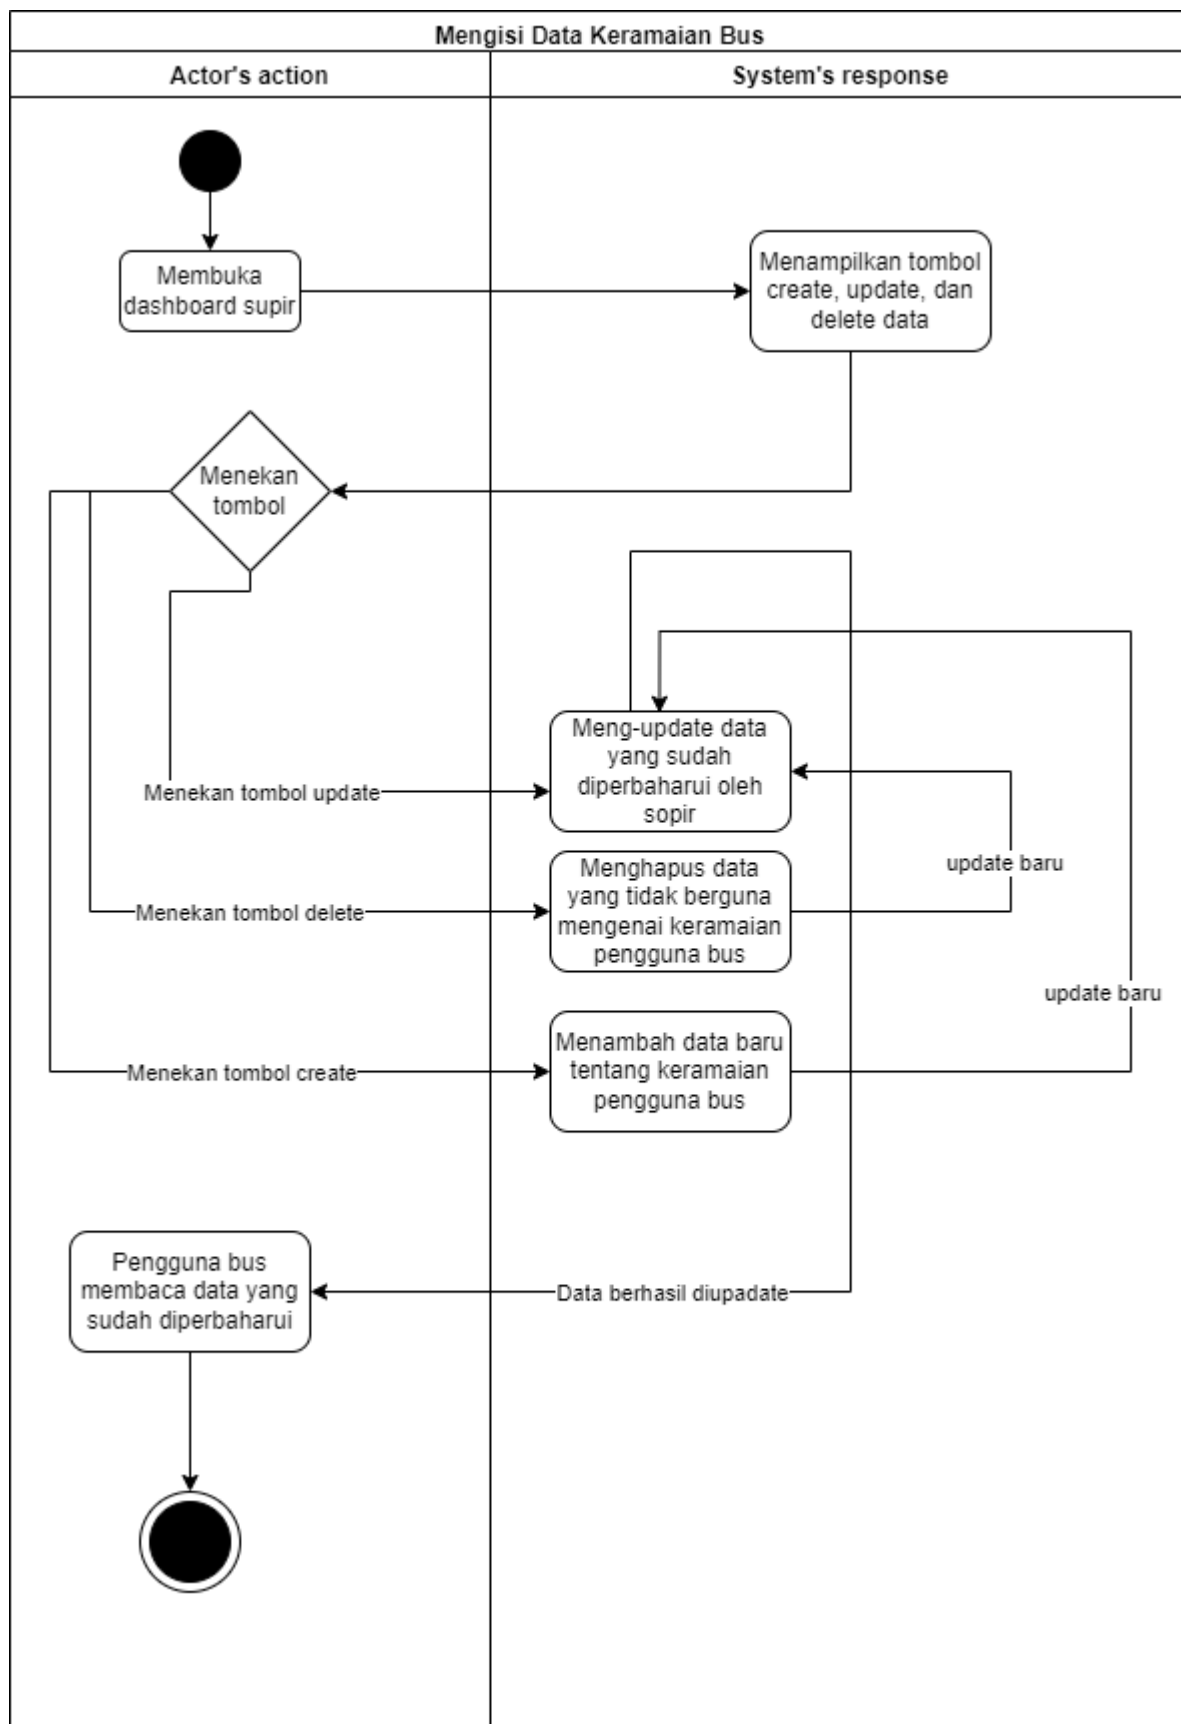 Mengisi Data Keramaian Bus
Actor's action
System's response
Membuka
dashboard supir
Menampilkan tombol
create, update, dan
delete data
Menekan
tombol
Meng-update data
yang sudah
diperbaharui oleh
sopir
Menekan tombol update
Menghapus data
yang tidak berguna
mengenai keramaian
pengguna bus
update baru
Menekan tombol delete
update baru
Menambah data baru
tentang keramaian
pengguna bus
Menekan tombol create
Pengguna bus
membaca data yang
sudah diperbaharui
Data berhasil diupadate